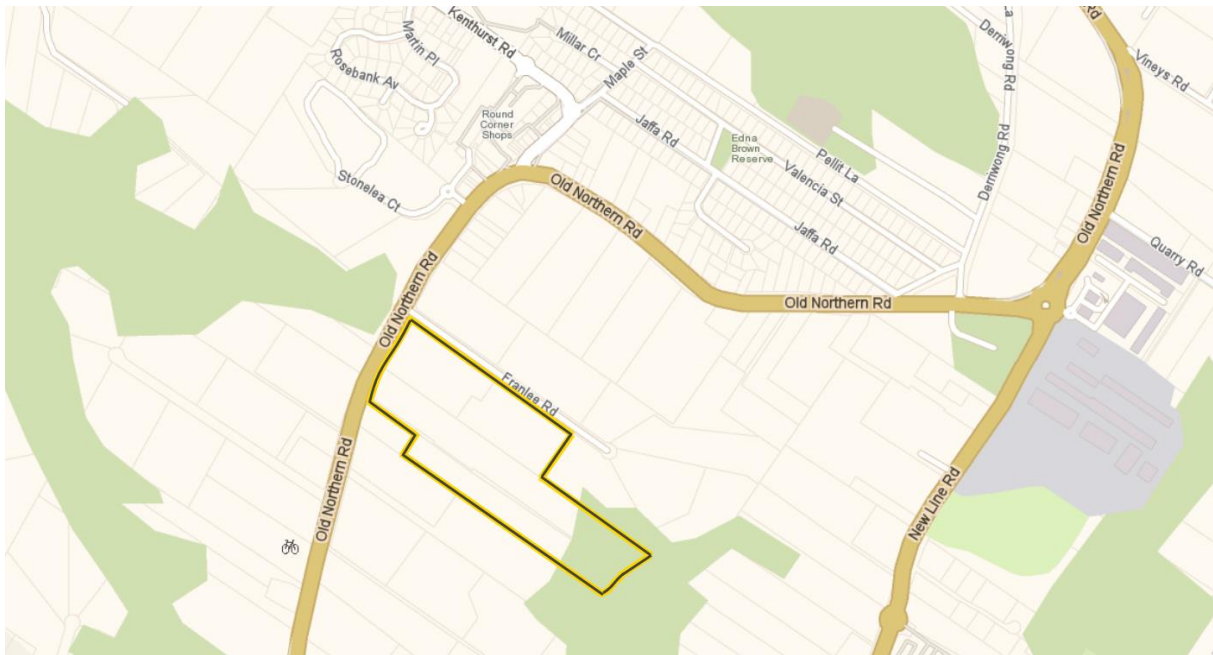 Kenthurst Rd
Millar Cr
Martin Pl
Rosebank Av
Maple St
Derriwong Rd
Vineys Rd
Round
Corner
Shops
Jaffa Rd
Edna
Brown
Reserve
Pellit La
Valencia St
Derriwong Rd
Stonelea Ct
Old Northern Rd
Old Northern Rd
Jaffa Rd
Quarry Rd
Old Northern Rd
Old Northern Rd
Franlee Rd
Old Northern Rd
New Line Rd